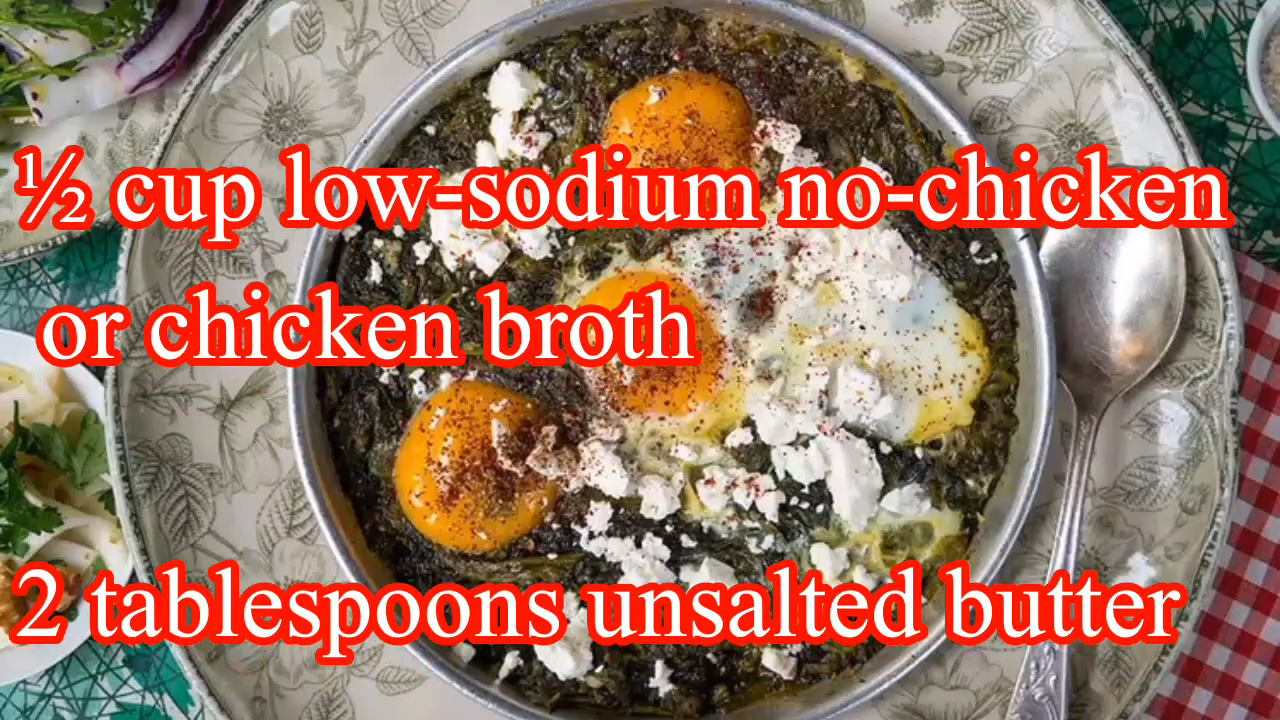 ½ cup low-sodium no-chicken
or chicken broth
2 tablespoons unsalted butter